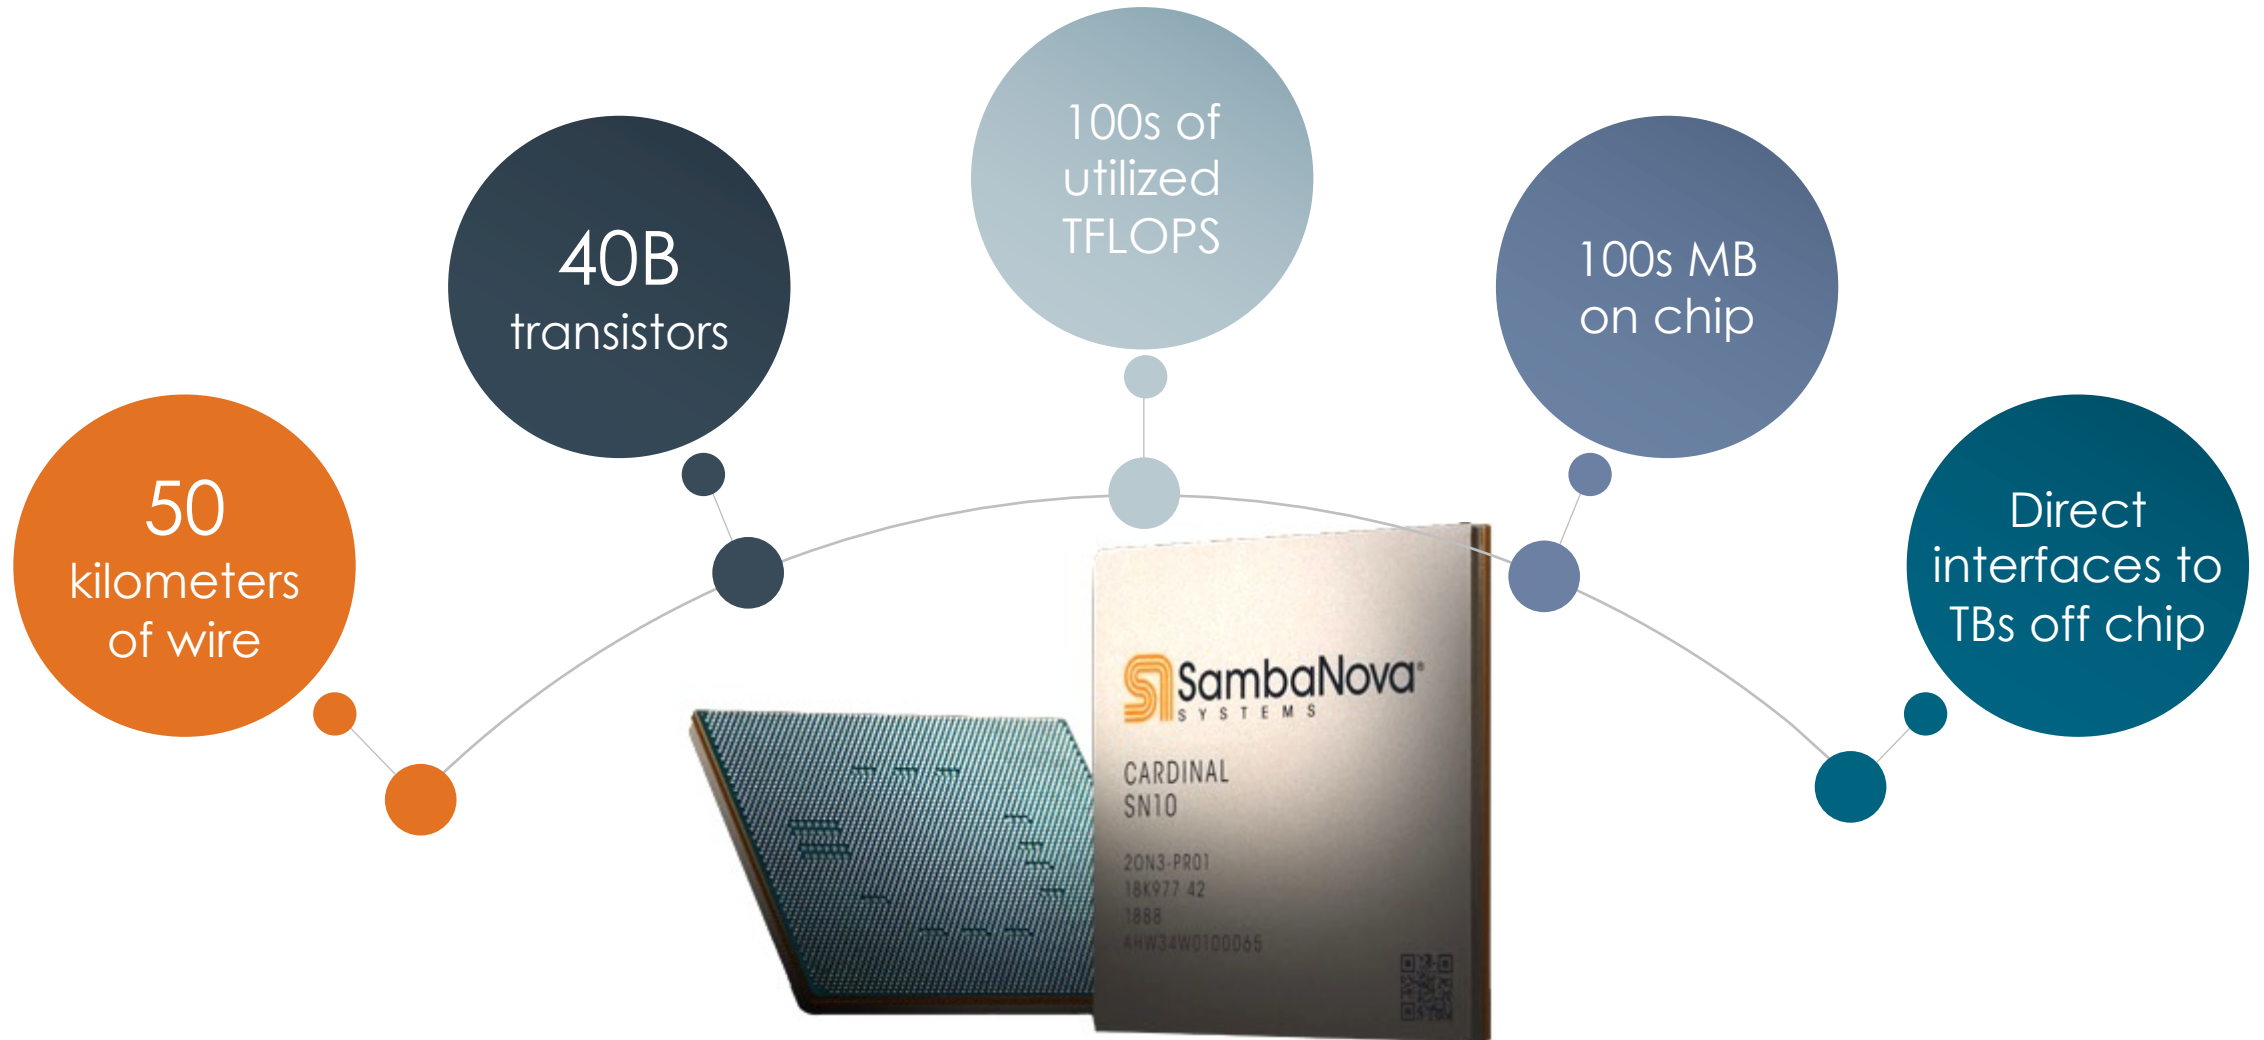 50
kilometers
of wire
40B
transistors
100s of
utilized
TFLOPS
100s MB
on chip
Direct
interfaces to
TBs off chip
SambaNova®
SYSTEMS
CARDINAL
SN10
20N3-PR01
18K977 42
1888
AHW34W0100065